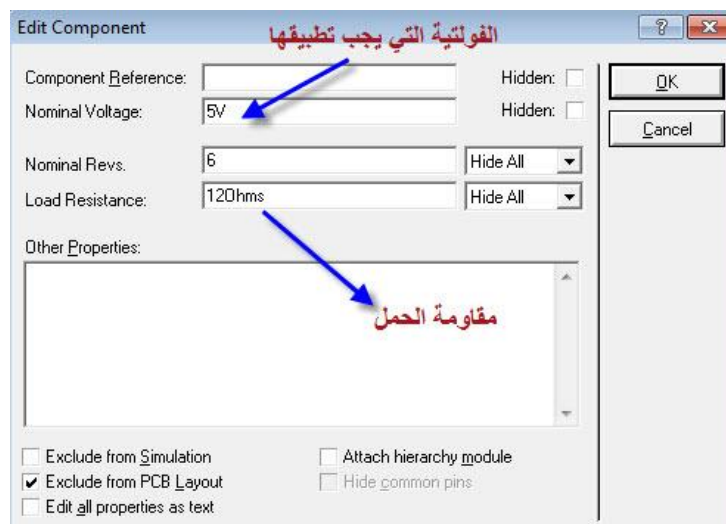 Edit Component
الفولتية التي يجب تطبيقها
Component Reference:
Hidden:
OK
Nominal Voltage:
5V
Hidden:
Cancel
Nominal Revs.
6
Hide All
Load Resistance:
12Ohms
Hide All
Other Properties:
مقاومة الحمل
Exclude from Simulation
Attach hierarchy module
Exclude from PCB Layout
Hide common pins
Edit all properties as text